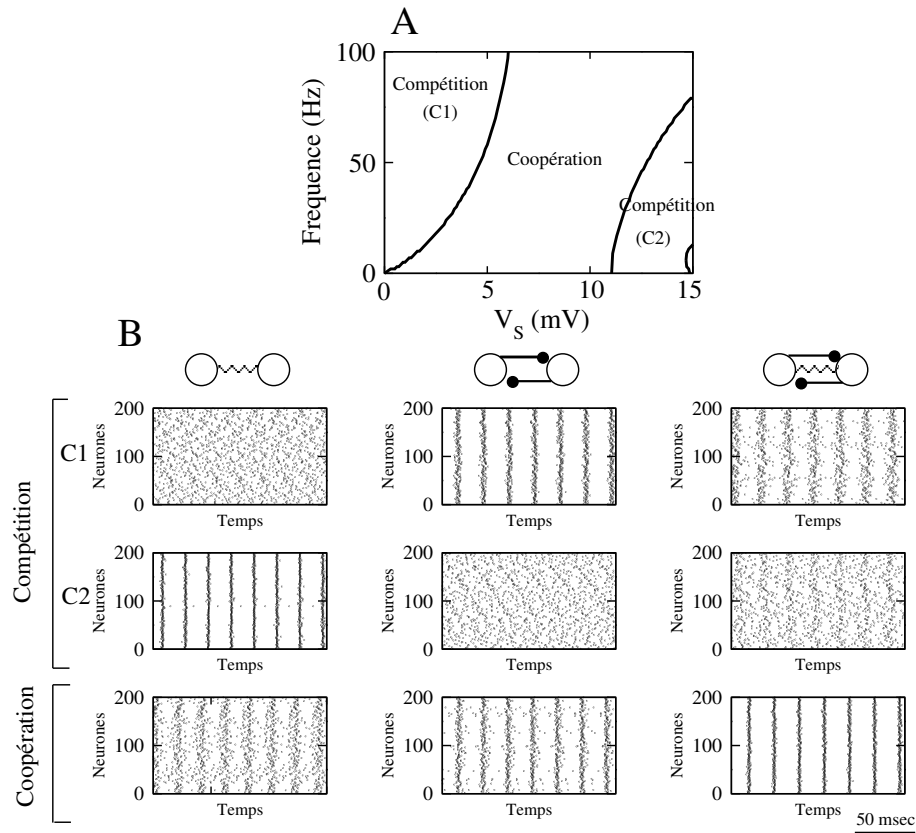 A
100
50
0
Frequence (Hz)
Compétition
(C1)
Coopération
Compétition
(C2)
0
5
10
15
V_S (mV)
B
Compétition
C1
Neurones
200
100
0
Temps
Neurones
200
100
0
Temps
Neurones
200
100
0
Temps
C2
Neurones
200
100
0
Temps
Neurones
200
100
0
Temps
Neurones
200
100
0
Temps
Coopération
Neurones
200
100
0
Temps
Neurones
200
100
0
Temps
Neurones
200
100
0
Temps
50 msec